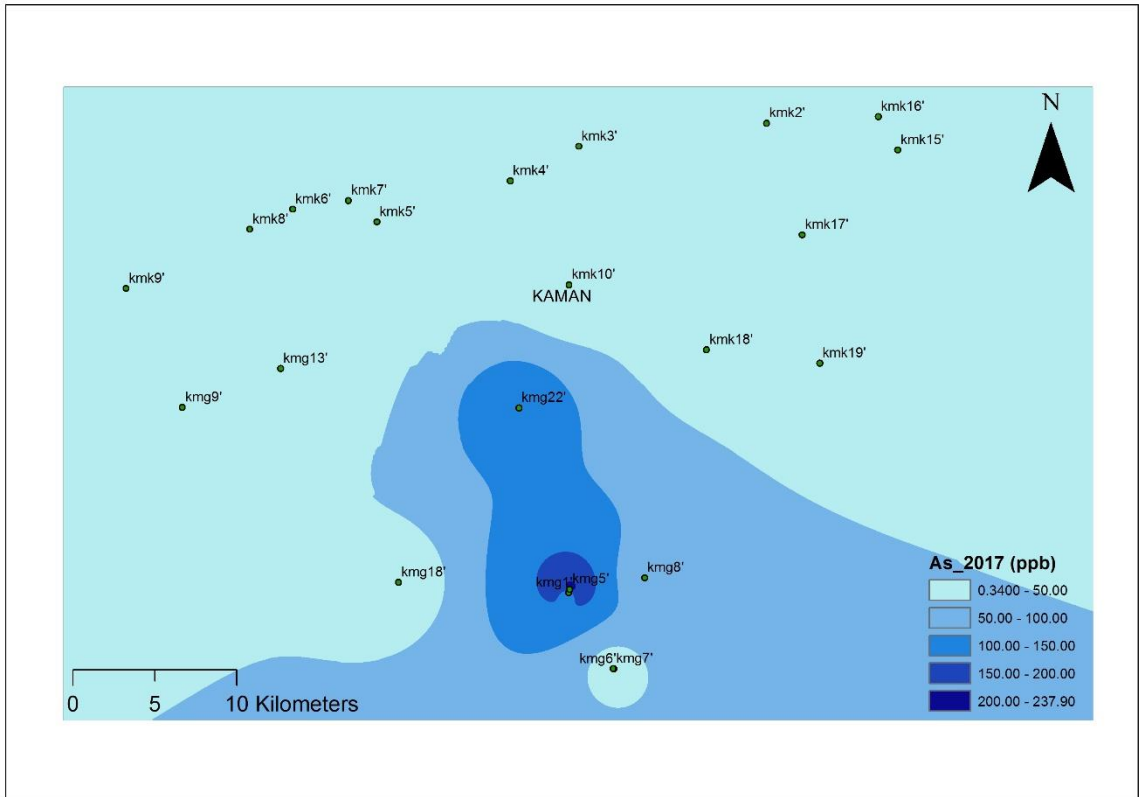 kmk16'
kmk2'
N
kmk3'
kmk15'
kmk4'
kmk7'
kmk6'
kmk5'
kmk8'
kmk17'
kmk9'
kmk10'
KAMAN
kmk18'
kmk19'
kmg13'
kmg9'
kmg22'
As_2017 (ppb)
kmg18'
kmg1'
kmg5'
kmg8'
0.3400 - 50.00
50.00 - 100.00
100.00 - 150.00
kmg6'
kmg7'
150.00 - 200.00
0 5 10 Kilometers
200.00 - 237.90